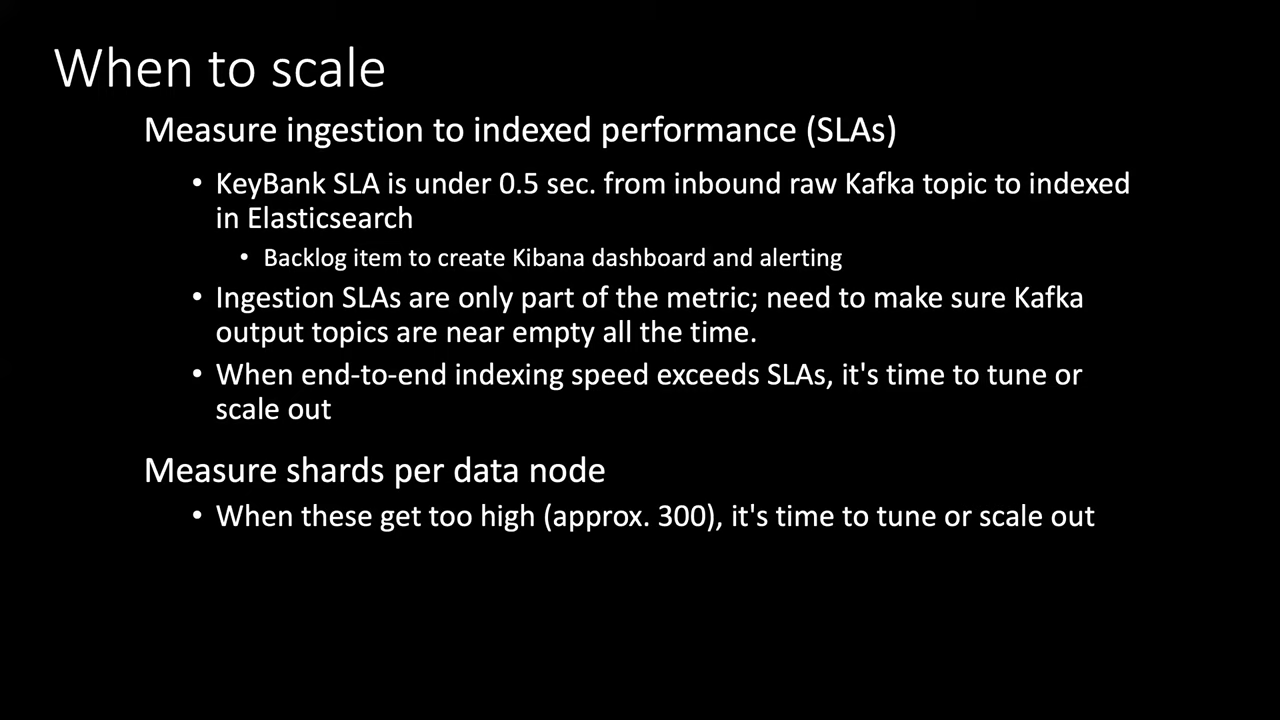 When to scale
Measure ingestion to indexed performance (SLAs)
• KeyBank SLA is under 0.5 sec. from inbound raw Kafka topic to indexed
in Elasticsearch
• Backlog item to create Kibana dashboard and alerting
• Ingestion SLAs are only part of the metric; need to make sure Kafka
output topics are near empty all the time.
• When end-to-end indexing speed exceeds SLAs, it's time to tune or
scale out
Measure shards per data node
• When these get too high (approx. 300), it's time to tune or scale out